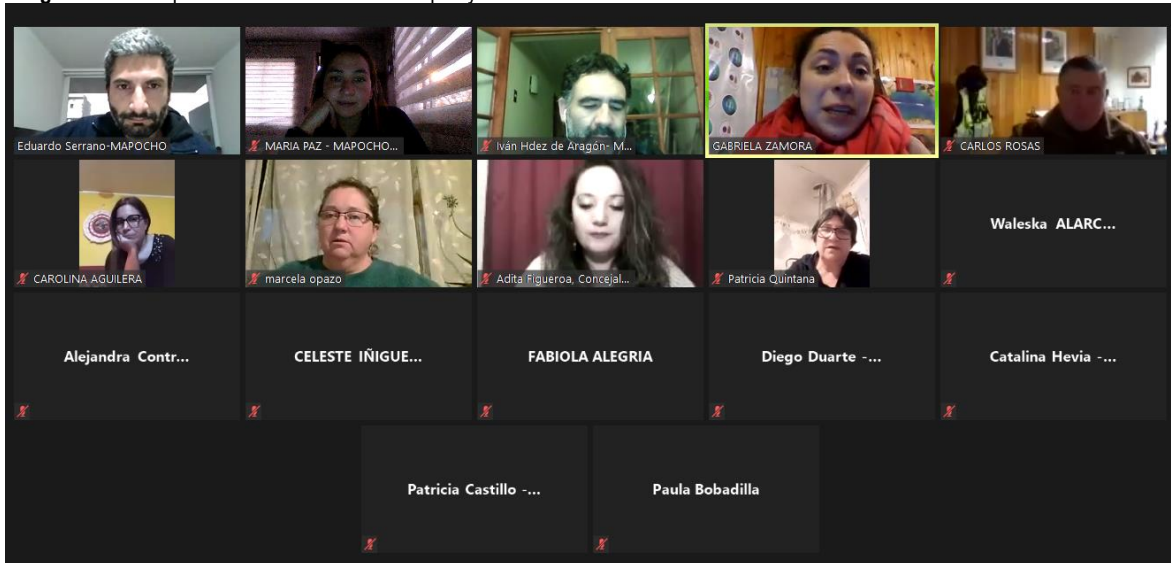 Eduardo Serrano-MAPOCHO
MARIA PAZ - MAPOCHO...
Iván Hdez de Aragón- M...
GABRIELA ZAMORA
CARLOS ROSAS
CAROLINA AGUILERA
marcela opazo
Adita Figueroa, Concejal...
Patricia Quintana
Waleska ALARC...
Alejandra Contr...
CELESTE IÑIGUE...
FABIOLA ALEGRIA
Diego Duarte -...
Catalina Hevia -...
Patricia Castillo -...
Paula Bobadilla